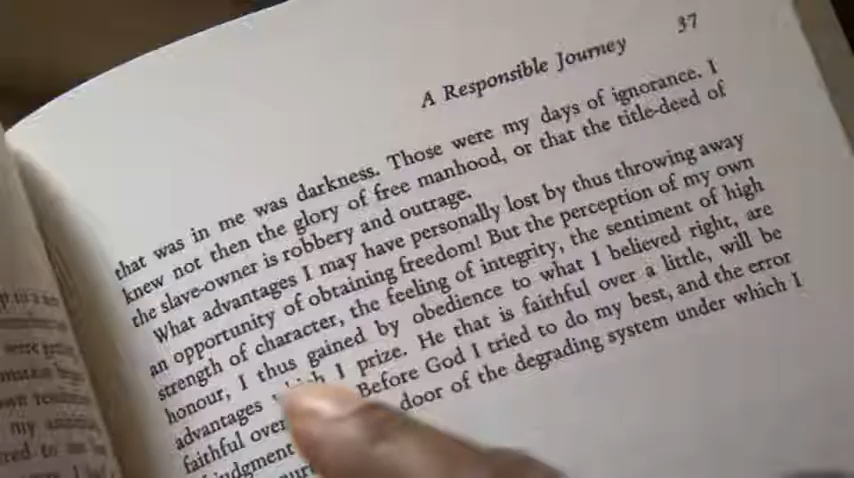 37
A Responsible Journey
that was in me was darkness. Those were my days of ignorance. I
knew not then the glory of free manhood, or that the title-deed of
the slave-owner is robbery and outrage.
What advantages I may have personally lost by thus throwing away
an opportunity of obtaining freedom! But the perception of my own
strength of character, the feeling of integrity, the sentiment of high
honour, I thus gained by obedience to what I believed right, are
advantages which I prize. He that is faithful over a little, will be
faithful over Before God I tried to do my best, and the error
door of the degrading system under which I
my